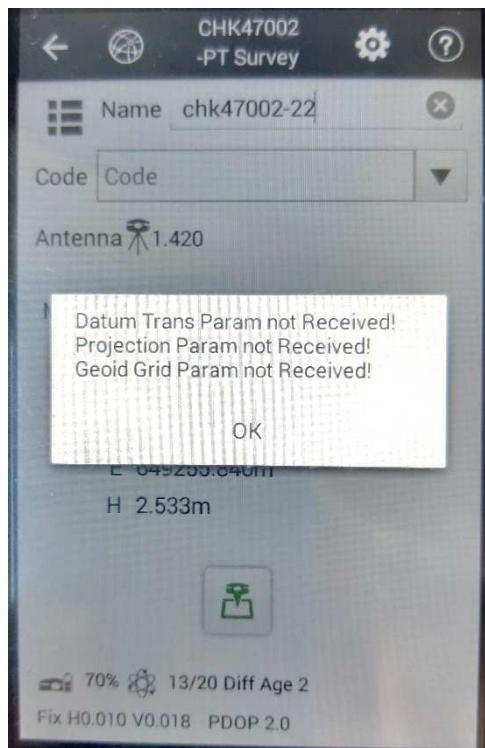 CHK47002
-PT Survey
Name chk47002-22
Code Code
Antenna 1.420
Datum Trans Param not Received!
Projection Param not Received!
Geoid Grid Param not Received!
OK
E 649255.840m
H 2.533m
70% 13/20 Diff Age 2
Fix H0.010 V0.018 PDOP 2.0